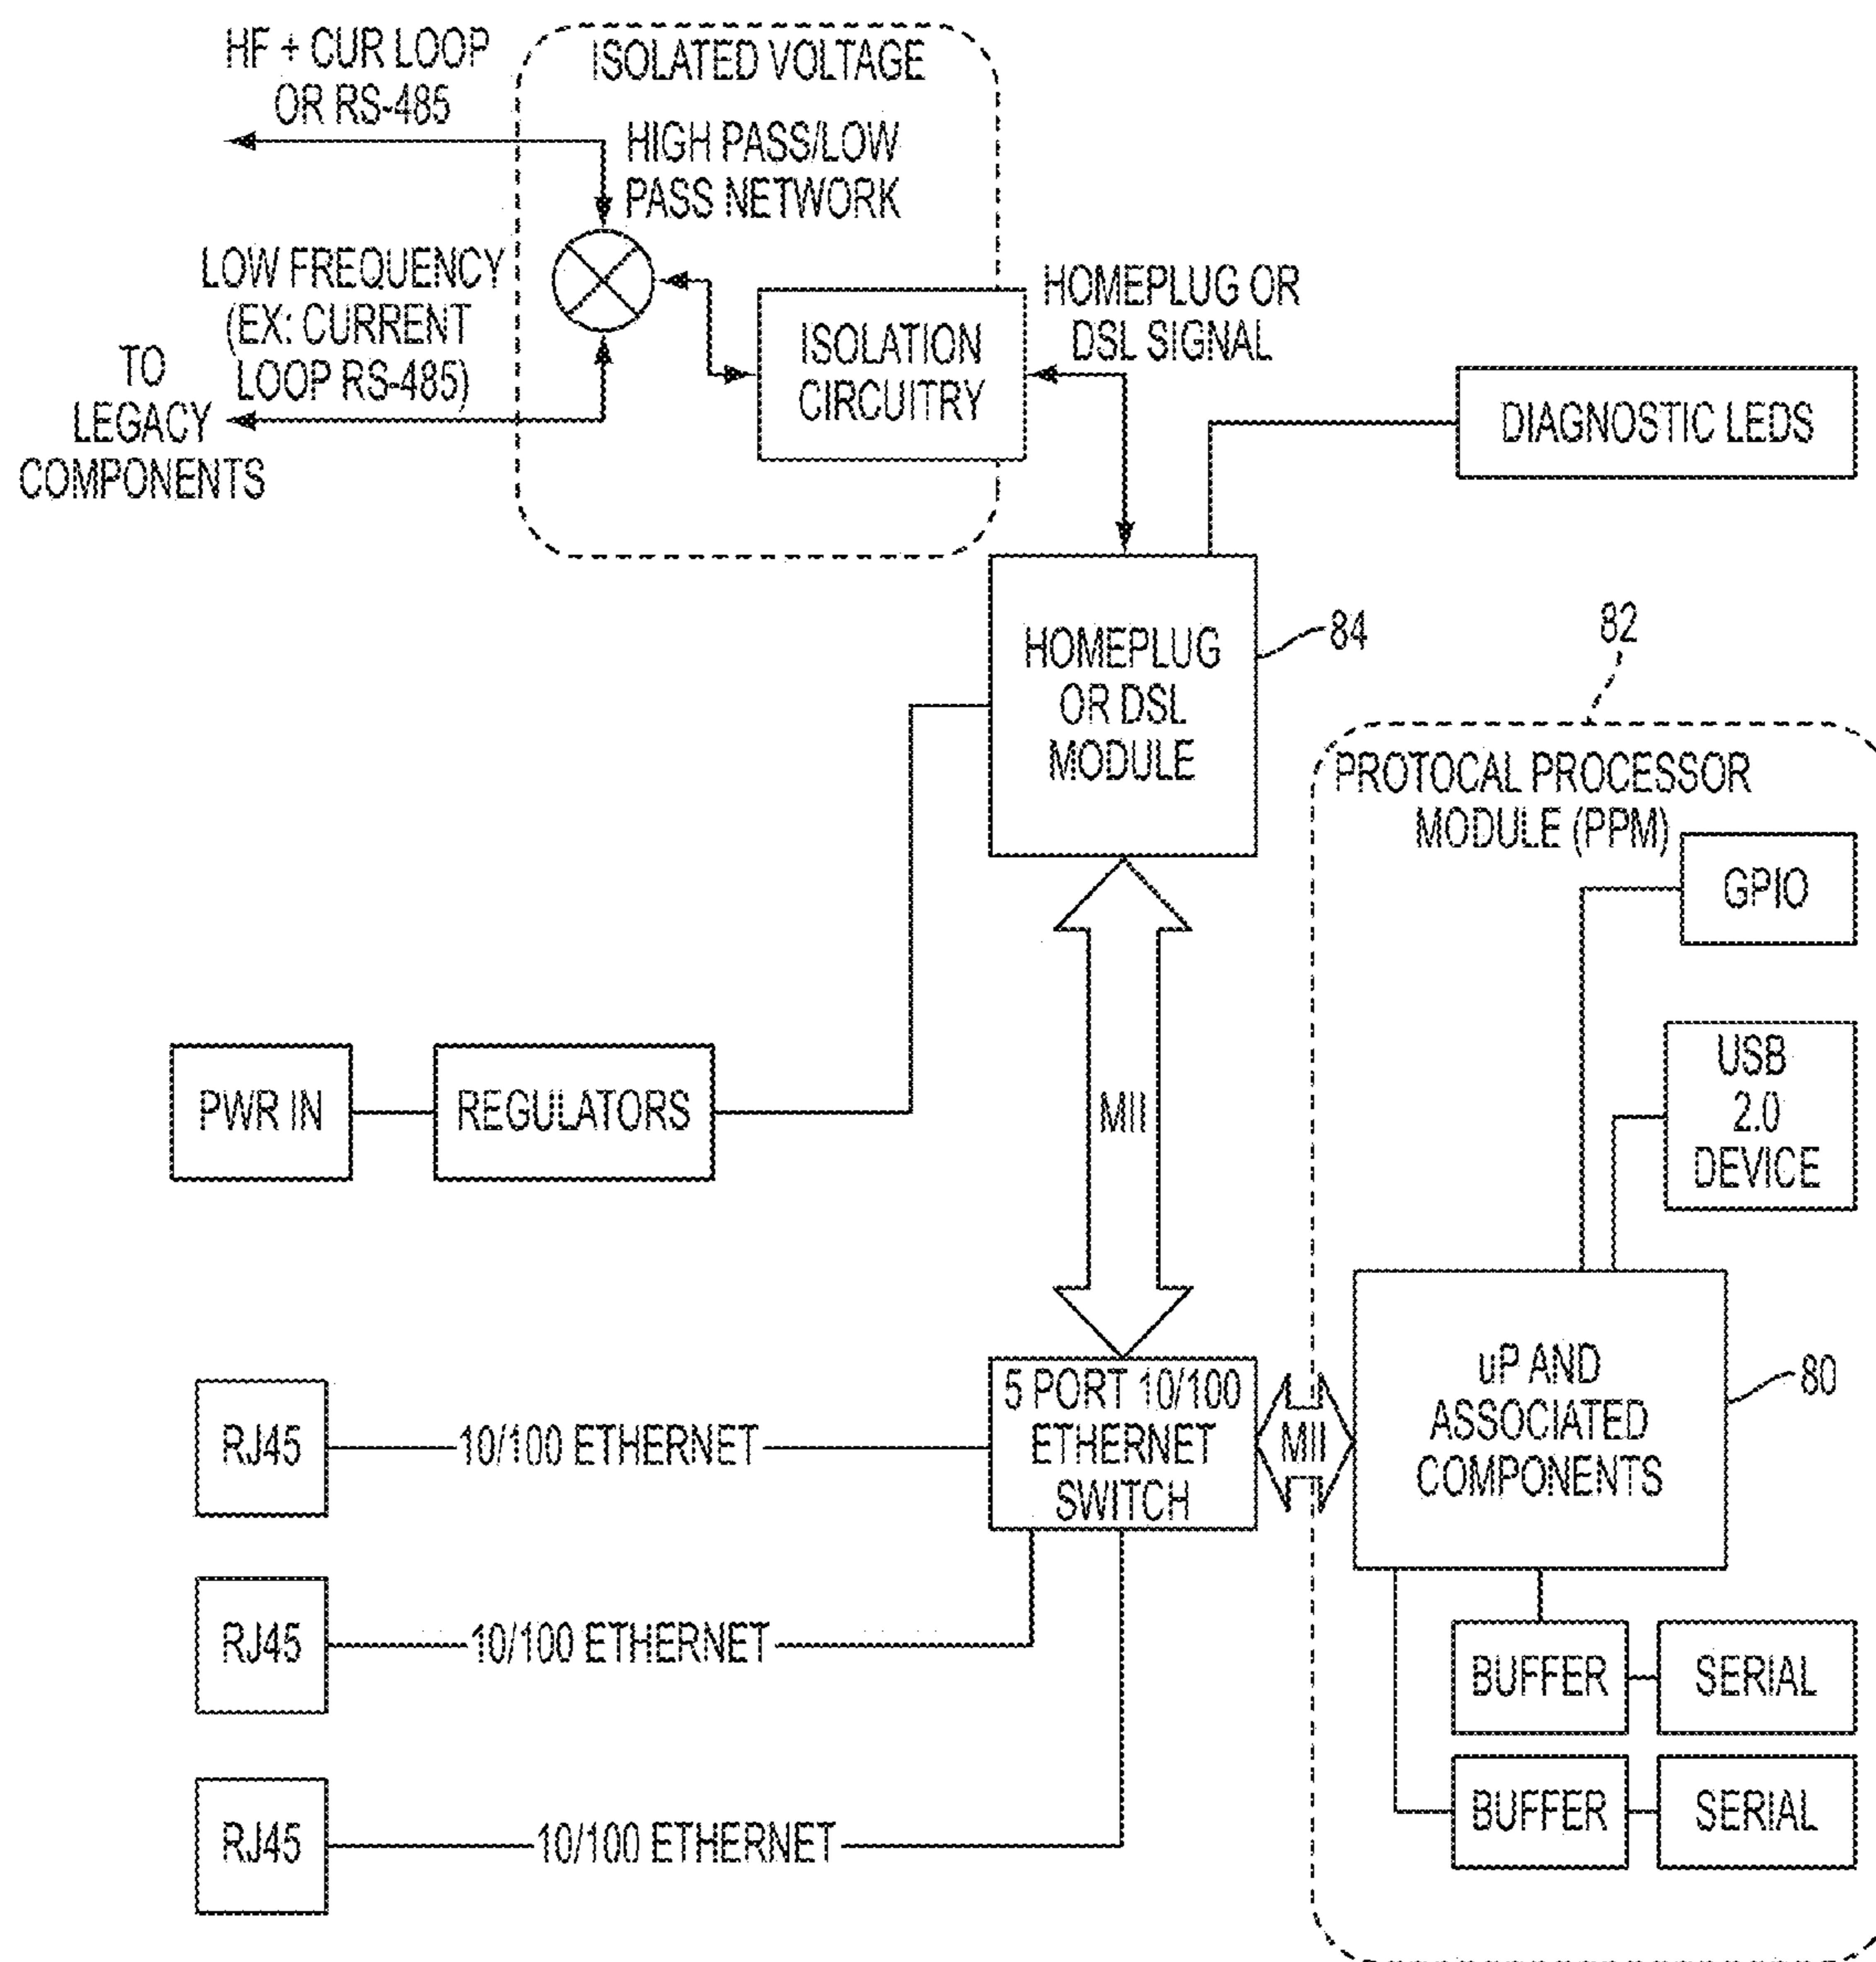 HF + CUR LOOP
OR RS-485
ISOLATED VOLTAGE
HIGH PASS/LOW
PASS NETWORK
LOW FREQUENCY
(EX: CURRENT
LOOP RS-485)
TO
LEGACY
COMPONENTS
ISOLATION
CIRCUITRY
HOMEPLUG OR
DSL SIGNAL
DIAGNOSTIC LEDS
HOMEPLUG
OR DSL
MODULE
84
82
PROTOCAL PROCESSOR
MODULE (PPM)
GPIO
USB
2.0
DEVICE
PWR IN
REGULATORS
MII
5 PORT 10/100
ETHERNET
SWITCH
MII
uP AND
ASSOCIATED
COMPONENTS
80
RJ45
10/100 ETHERNET
RJ45
10/100 ETHERNET
RJ45
10/100 ETHERNET
BUFFER
SERIAL
BUFFER
SERIAL